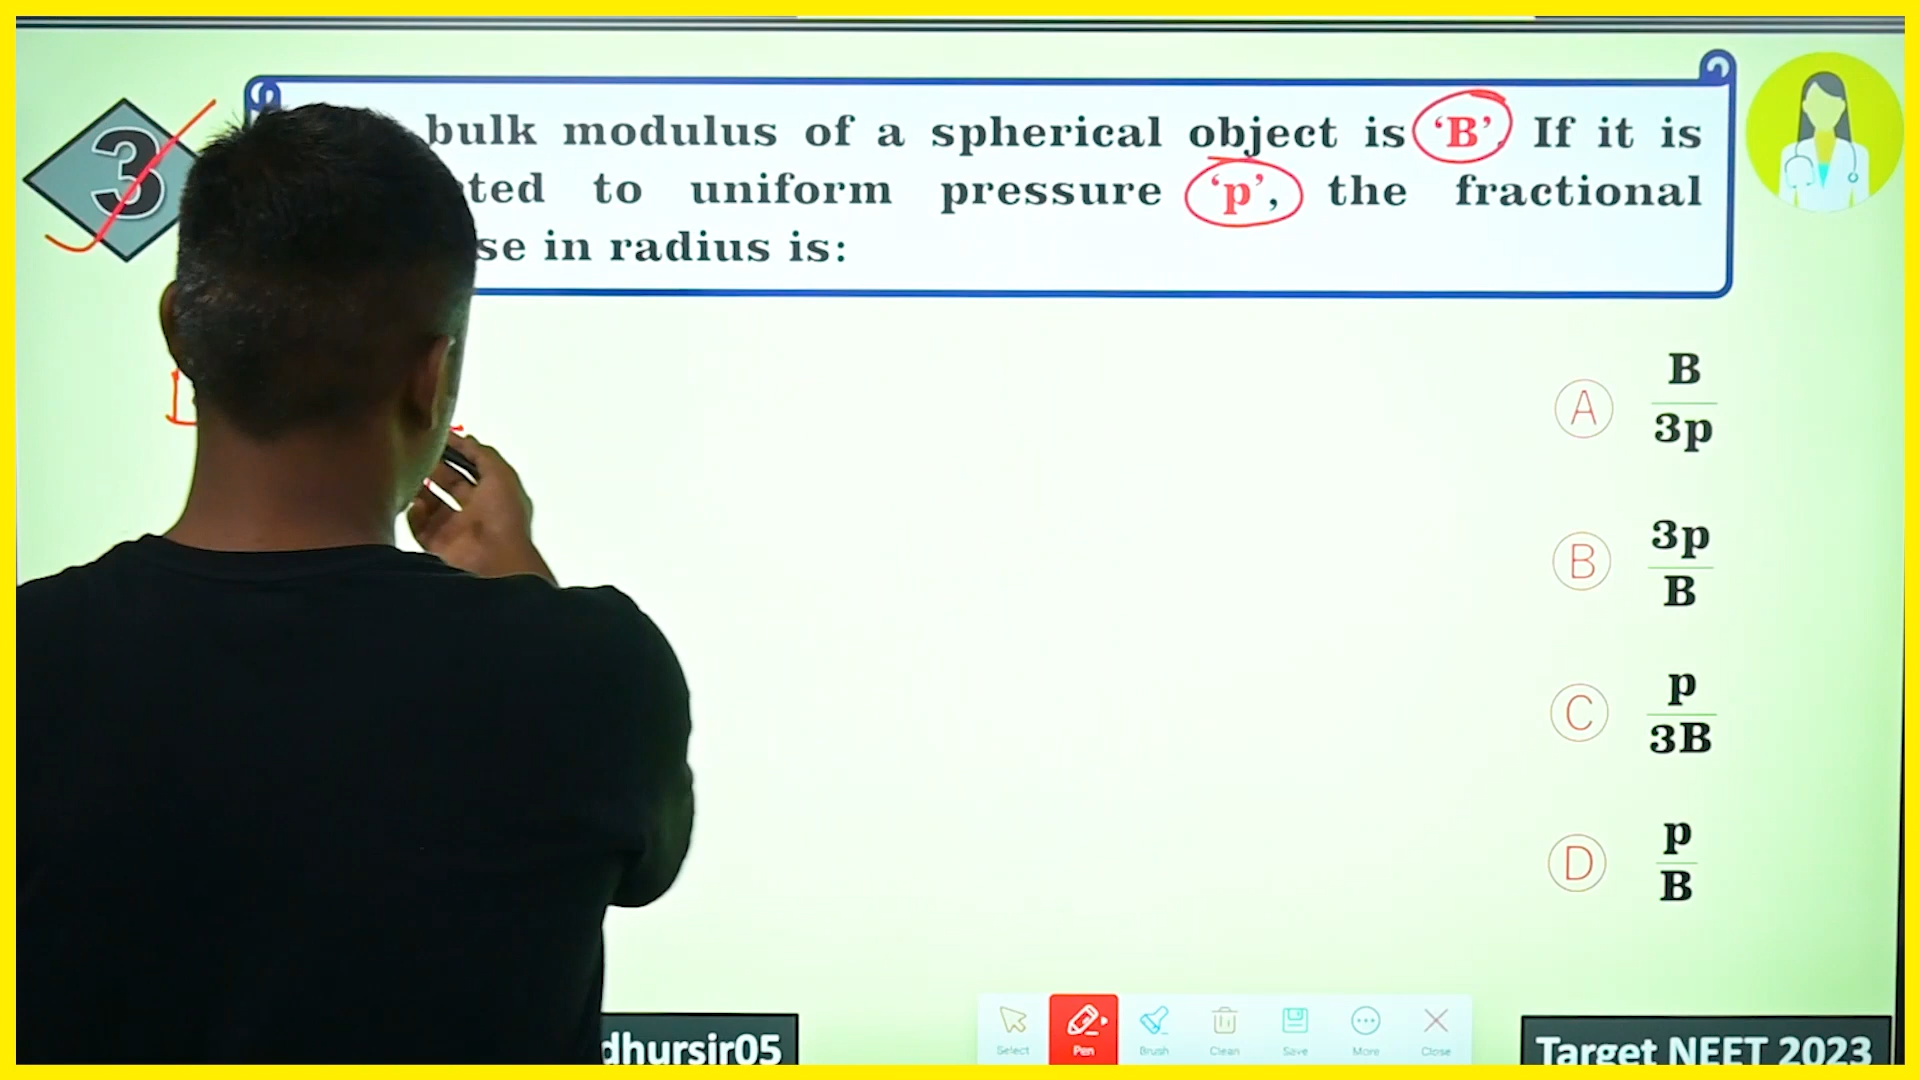 3
bulk modulus of a spherical object is ‘B’. If it is
ted to uniform pressure ‘p’, the fractional
se in radius is:
A B/3p
B 3p/B
C p/3B
D p/B
Select Pen Brush Clean Save More Close
dhursir05
Target NEET 2023